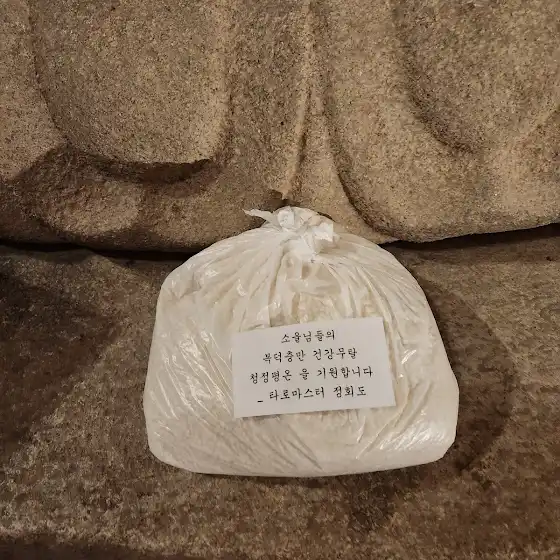 소울님들의
복덕충만 건강무탈
청정평온 을 기원합니다
_ 타로마스터 정회도